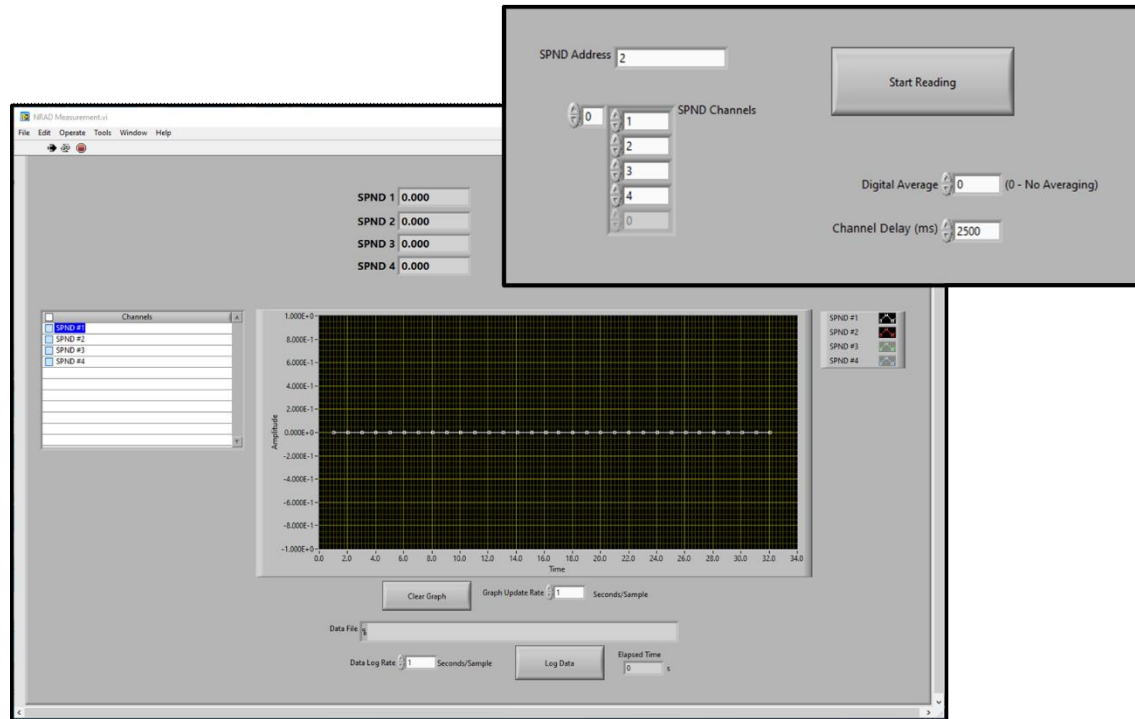 SPND Address 2
Start Reading
0
1
SPND Channels
2
3
4
0
Digital Average 0 (0 - No Averaging)
Channel Delay (ms) 2500
NRAD Measurement.vi
File Edit Operate Tools Window Help
SPND 1 0.000
SPND 2 0.000
SPND 3 0.000
SPND 4 0.000
Channels
SPND #1
SPND #2
SPND #3
SPND #4
Amplitude
1.000E+0
8.000E-1
6.000E-1
4.000E-1
2.000E-1
0.000E+0
-2.000E-1
-4.000E-1
-6.000E-1
-8.000E-1
-1.000E+0
0.0 2.0 4.0 6.0 8.0 10.0 12.0 14.0 16.0 18.0 20.0 22.0 24.0 26.0 28.0 30.0 32.0 34.0
Time
SPND #1
SPND #2
SPND #3
SPND #4
Clear Graph
Graph Update Rate 1 Seconds/Sample
Data File
Data Log Rate 1 Seconds/Sample
Log Data
Elapsed Time
0 s